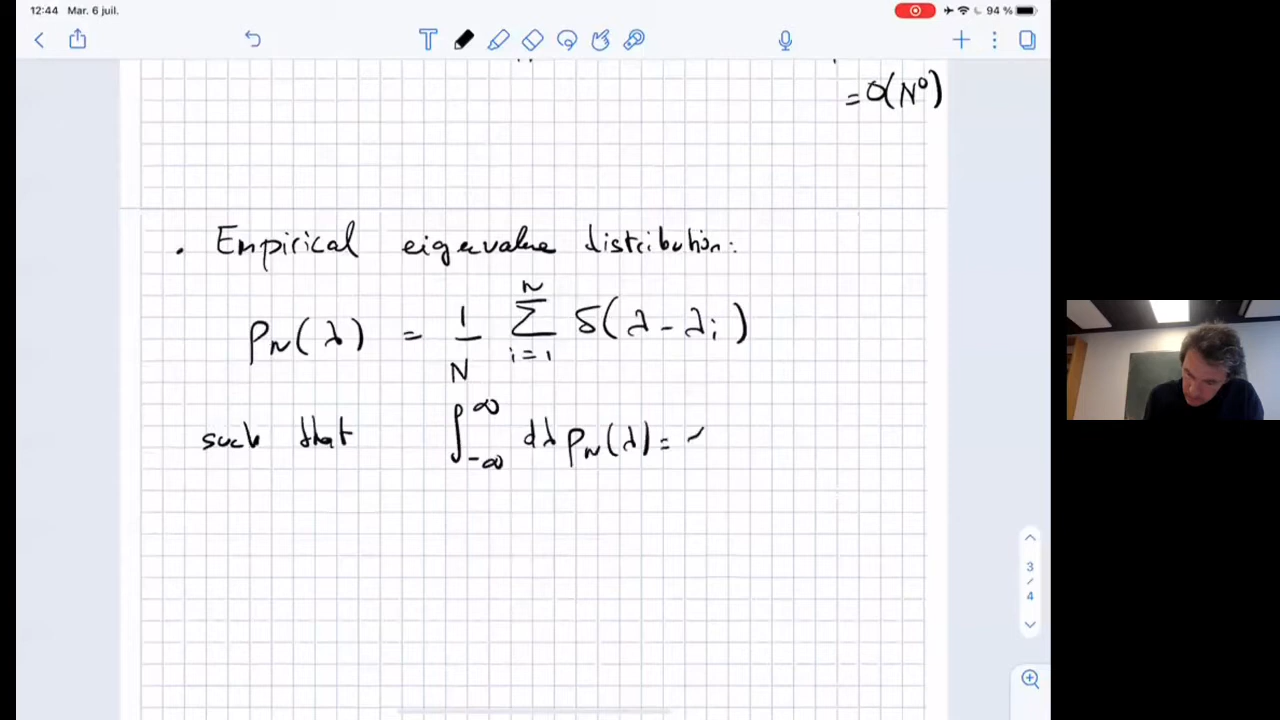 12:44 Mar. 6 juil.
94 %
T
= O(N⁰)
• Empirical eigenvalue distribution:
ρ_N(λ) = 1/N ∑_{i=1}^{N} δ(λ - λ_i)
such that ∫_{-∞}^{∞} dλ ρ_N(λ) =
3
/
4